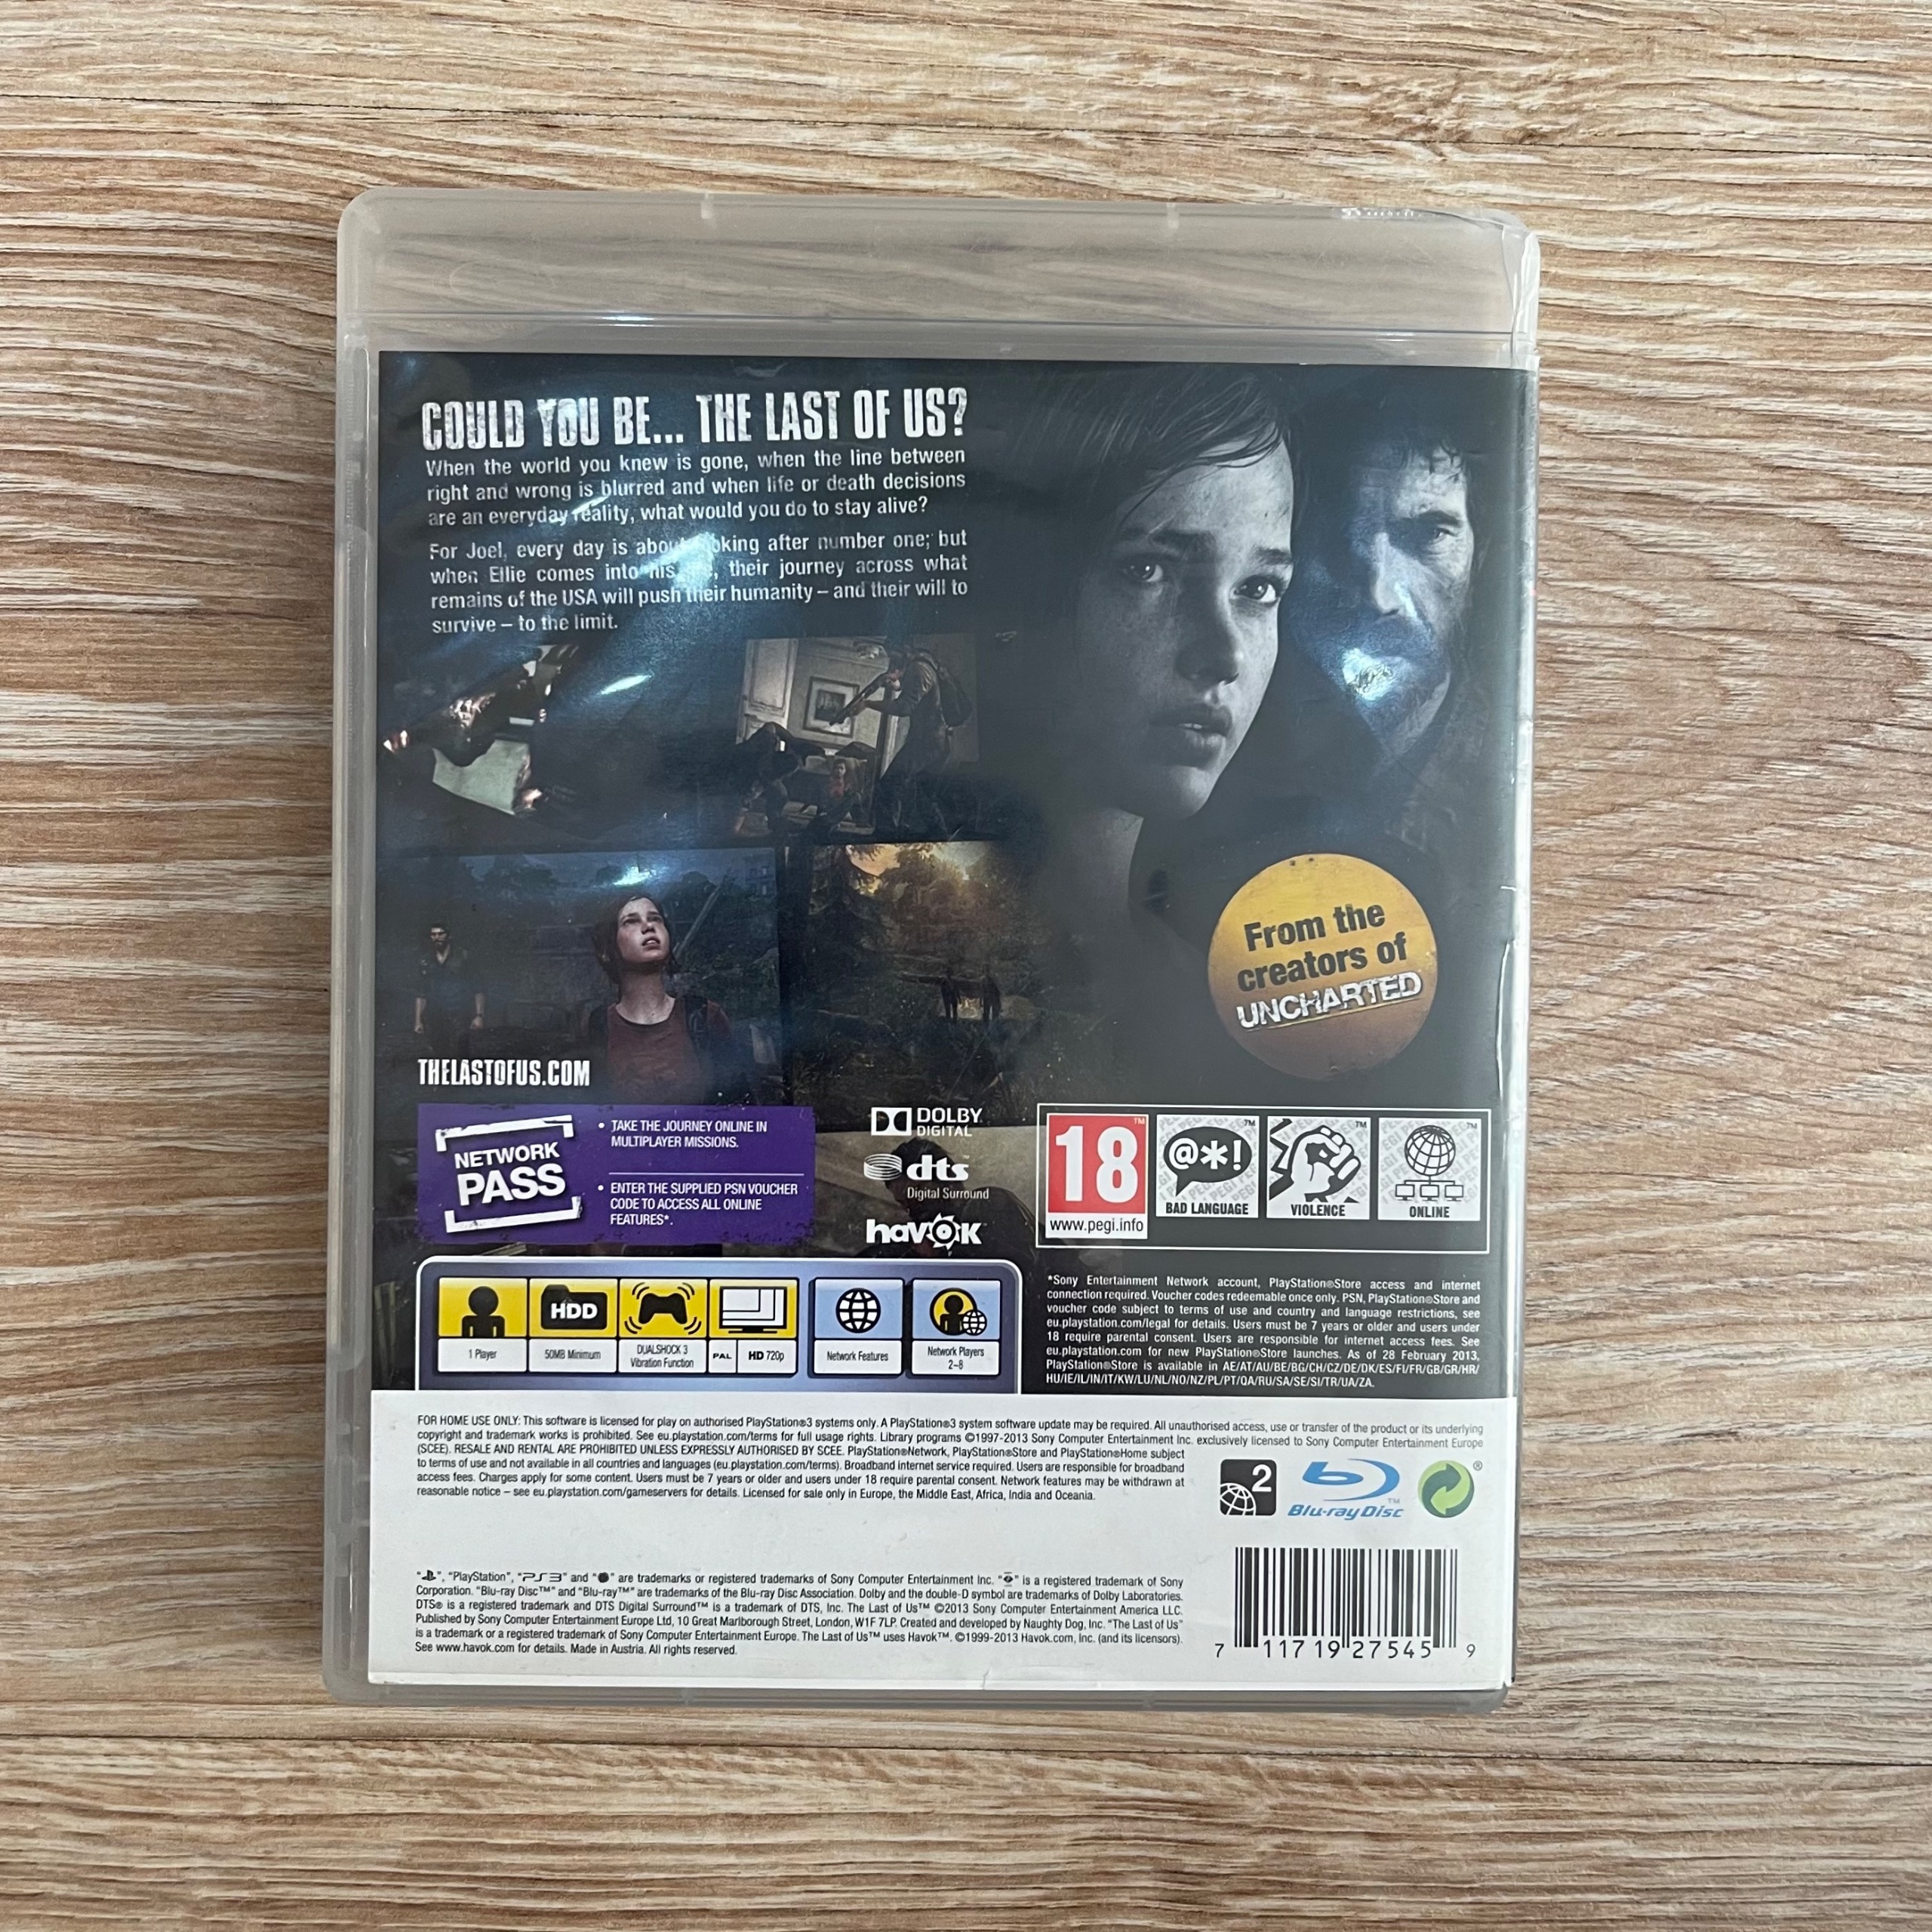 COULD YOU BE... THE LAST OF US?
When the world you knew is gone, when the line between
right and wrong is blurred and when life or death decisions
are an everyday reality, what would you do to stay alive?
For Joel, every day is about looking after number one; but
when Ellie comes into his life, their journey across what
remains of the USA will push their humanity – and their will to
survive – to the limit.
From the
creators of
UNCHARTED
THELASTOFUS.COM
NETWORK
PASS
• TAKE THE JOURNEY ONLINE IN
MULTIPLAYER MISSIONS.
• ENTER THE SUPPLIED PSN VOUCHER
CODE TO ACCESS ALL ONLINE
FEATURES*.
DOLBY
DIGITAL
dts
Digital Surround
havok
18
www.pegi.info
@*!
BAD LANGUAGE
VIOLENCE
ONLINE
1 Player
HDD
50MB Minimum
DUALSHOCK 3
Vibration Function
PAL
HD 720p
Network Features
Network Players
2-8
*Sony Entertainment Network account, PlayStation®Store access and internet
connection required. Voucher codes redeemable once only. PSN, PlayStation®Store and
voucher code subject to terms of use and country and language restrictions, see
eu.playstation.com/legal for details. Users must be 7 years or older and users under
18 require parental consent. Users are responsible for internet access fees. See
eu.playstation.com for new PlayStation®Store launches. As of 28 February 2013,
PlayStation®Store is available in AE/AT/AU/BE/BG/CH/CZ/DE/DK/ES/FI/FR/GB/GR/HR/
HU/IE/IL/IN/IT/KW/LU/NL/NO/NZ/PL/PT/QA/RU/SA/SE/SI/TR/UA/ZA.
FOR HOME USE ONLY: This software is licensed for play on authorised PlayStation®3 systems only. A PlayStation®3 system software update may be required. All unauthorised access, use or transfer of the product or its underlying
copyright and trademark works is prohibited. See eu.playstation.com/terms for full usage rights. Library programs ©1997-2013 Sony Computer Entertainment Inc. exclusively licensed to Sony Computer Entertainment Europe
(SCEE). RESALE AND RENTAL ARE PROHIBITED UNLESS EXPRESSLY AUTHORISED BY SCEE. PlayStation®Network, PlayStation®Store and PlayStation®Home subject
to terms of use and not available in all countries and languages (eu.playstation.com/terms). Broadband internet service required. Users are responsible for broadband
access fees. Charges apply for some content. Users must be 7 years or older and users under 18 require parental consent. Network features may be withdrawn at
reasonable notice – see eu.playstation.com/gameservers for details. Licensed for sale only in Europe, the Middle East, Africa, India and Oceania.
2
Blu-ray Disc™
"", "PlayStation", "PS3" and "" are trademarks or registered trademarks of Sony Computer Entertainment Inc. "" is a registered trademark of Sony
Corporation. "Blu-ray Disc™" and "Blu-ray™" are trademarks of the Blu-ray Disc Association. Dolby and the double-D symbol are trademarks of Dolby Laboratories.
DTS® is a registered trademark and DTS Digital Surround™ is a trademark of DTS, Inc. The Last of Us™ ©2013 Sony Computer Entertainment America LLC.
Published by Sony Computer Entertainment Europe Ltd, 10 Great Marlborough Street, London, W1F 7LP. Created and developed by Naughty Dog, Inc. "The Last of Us"
is a trademark or a registered trademark of Sony Computer Entertainment Europe. The Last of Us™ uses Havok™. ©1999-2013 Havok.com, Inc. (and its licensors).
See www.havok.com for details. Made in Austria. All rights reserved.
7 11719 27545 9